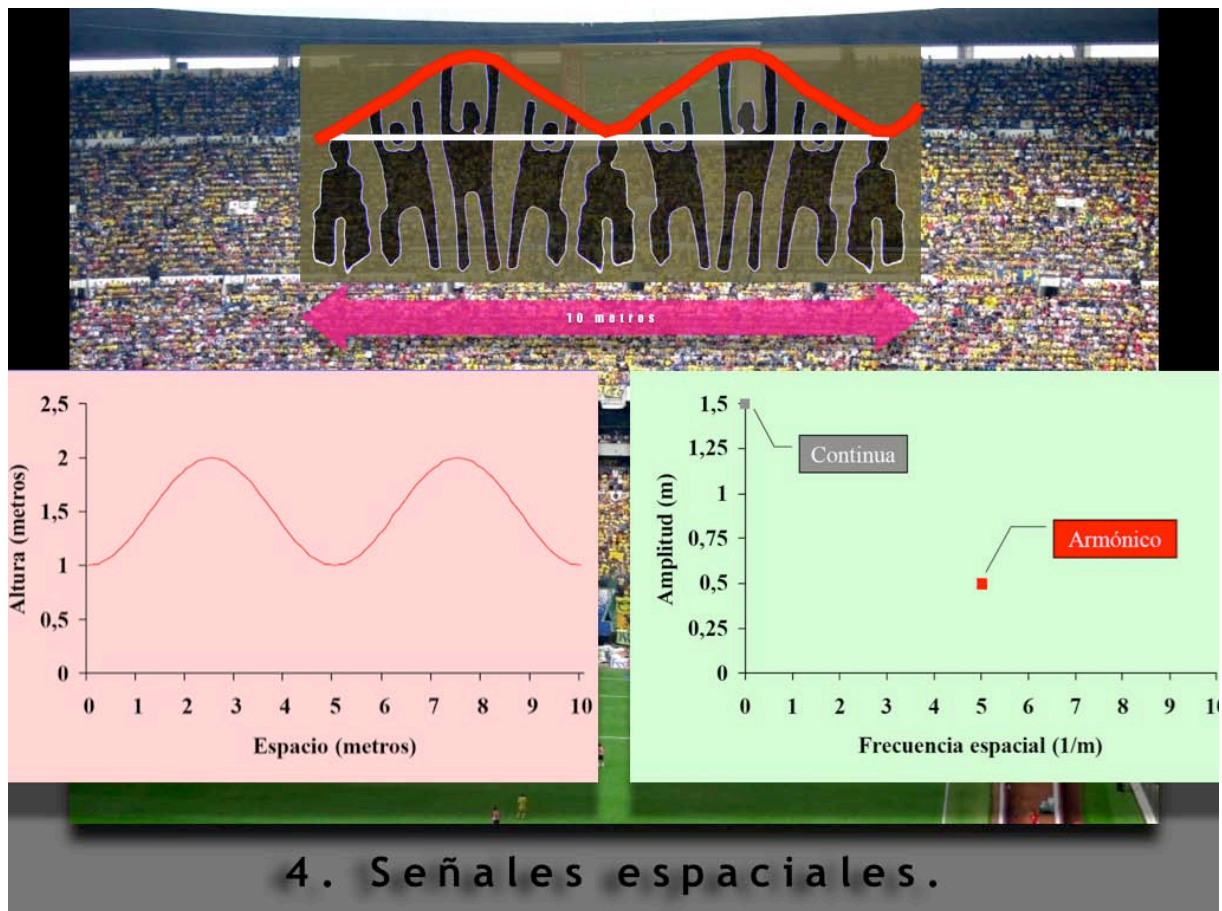 10 metros
2,5
2
1,5
1
0,5
0
Altura (metros)
0 1 2 3 4 5 6 7 8 9 10
Espacio (metros)
1,5
1,25
1
0,75
0,5
0,25
0
Amplitud (m)
Continua
Armónico
0 1 2 3 4 5 6 7 8 9
Frecuencia espacial (1/m)
4. Señales espaciales.